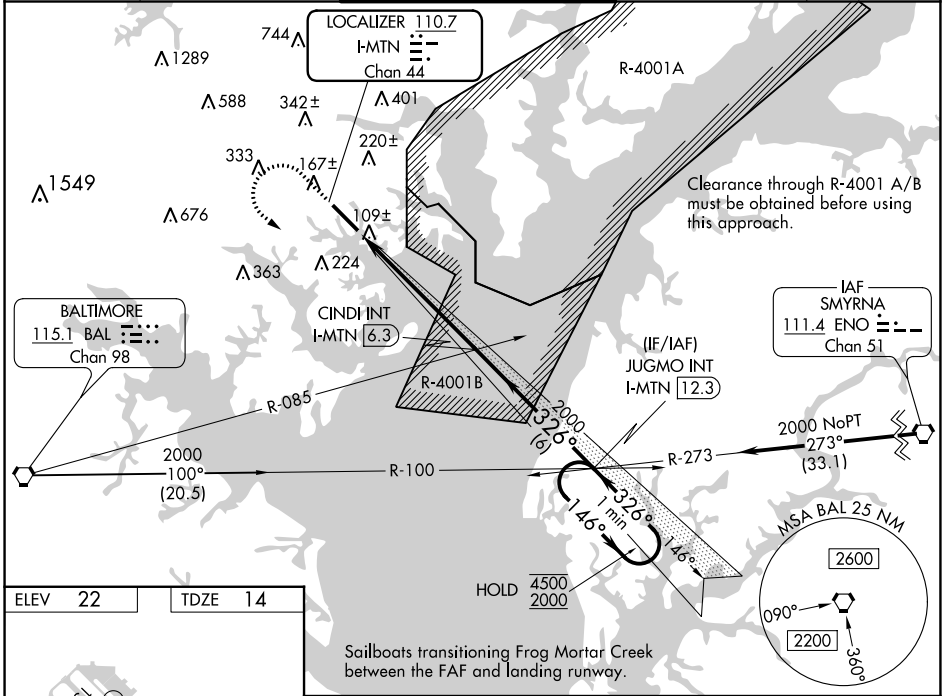 LOCALIZER 110.7
I-MTN
Chan 44
744
1289
588
342±
401
R-4001A
333
167±
220±
1549
676
109±
363
224
Clearance through R-4001 A/B
must be obtained before using
this approach.
BALTIMORE
115.1 BAL
Chan 98
CINDI INT
I-MTN 6.3
R-4001B
(IF/IAF)
JUGMO INT
I-MTN 12.3
IAF
SMYRNA
111.4 ENO
Chan 51
R-085
2000
326°
(6)
2000 NoPT
273°
(33.1)
R-273
2000
100°
(20.5)
R-100
326°
1 min
146°
146°
HOLD 4500
2000
MSA BAL 25 NM
2600
090°
2200
360°
ELEV 22
TDZE 14
Sailboats transitioning Frog Mortar Creek
between the FAF and landing runway.